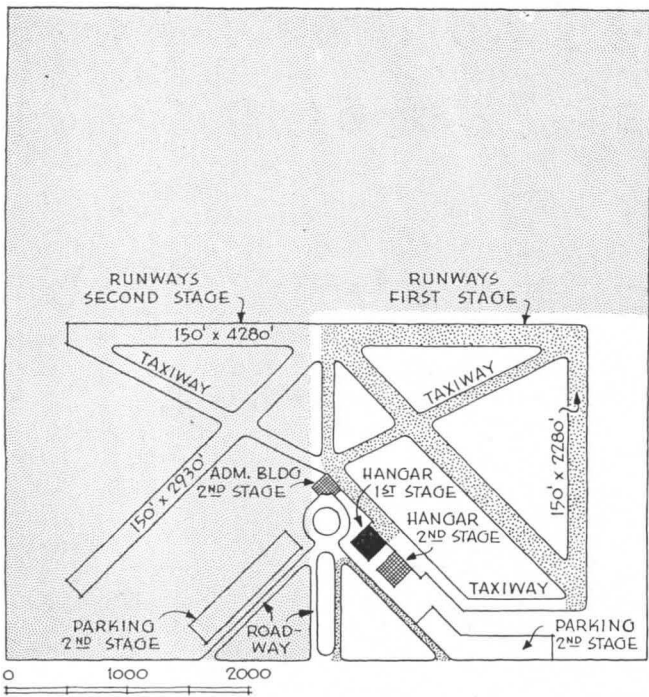 RUNWAYS
SECOND STAGE
RUNWAYS
FIRST STAGE
150' x 4280'
TAXIWAY
TAXIWAY
150' x 2280'
150' x 2930'
ADM. BLDG
2ND STAGE
HANGAR
1ST STAGE
HANGAR
2ND STAGE
TAXIWAY
PARKING
2ND STAGE
ROAD-
WAY
PARKING
2ND STAGE
0 1000 2000